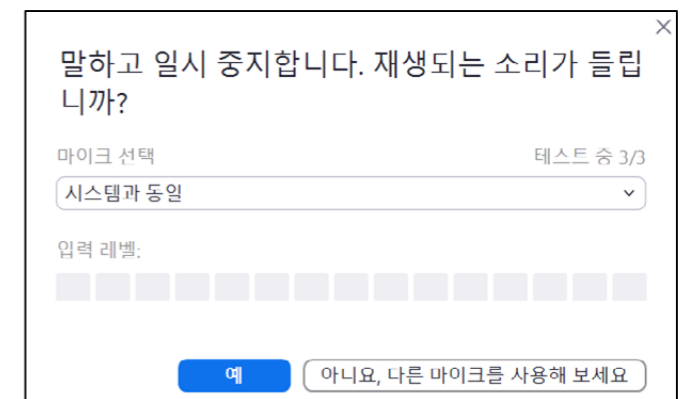 말하고 일시 중지합니다. 재생되는 소리가 들립
니까?
마이크 선택
테스트 중 3/3
시스템과 동일
입력 레벨:
예
아니요, 다른 마이크를 사용해 보세요